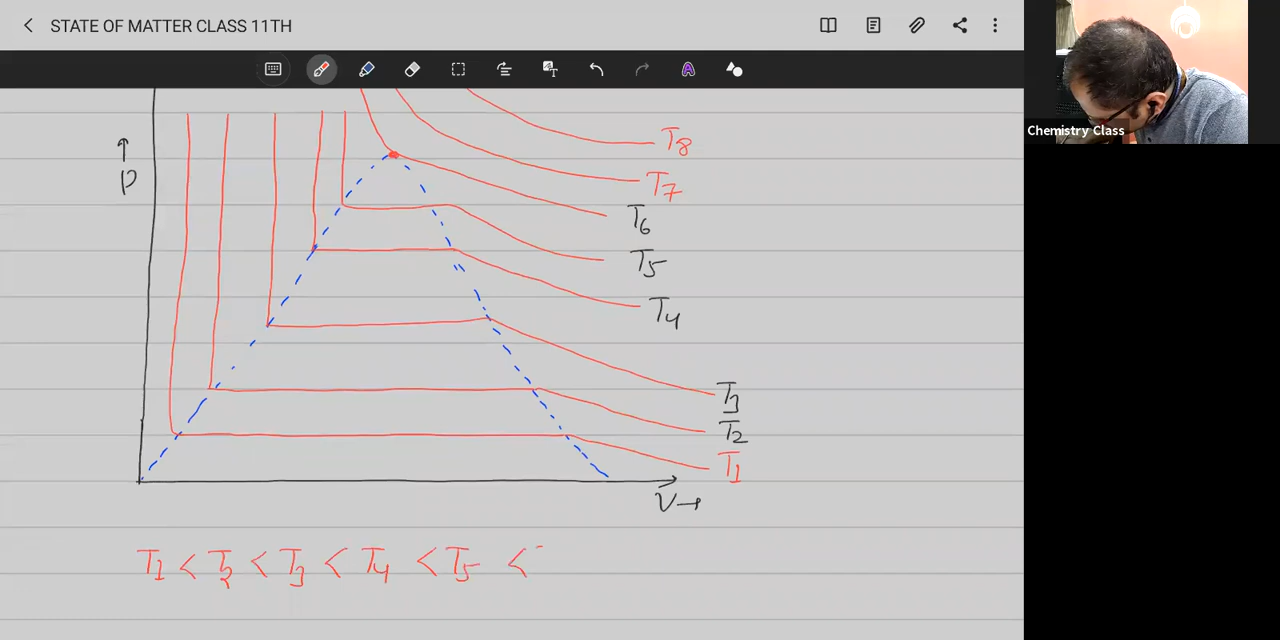 STATE OF MATTER CLASS 11TH
Chemistry Class
T8
P
T7
T6
T5
T4
T3
T2
T1
V→
T1 < T2 < T3 < T4 < T5 <